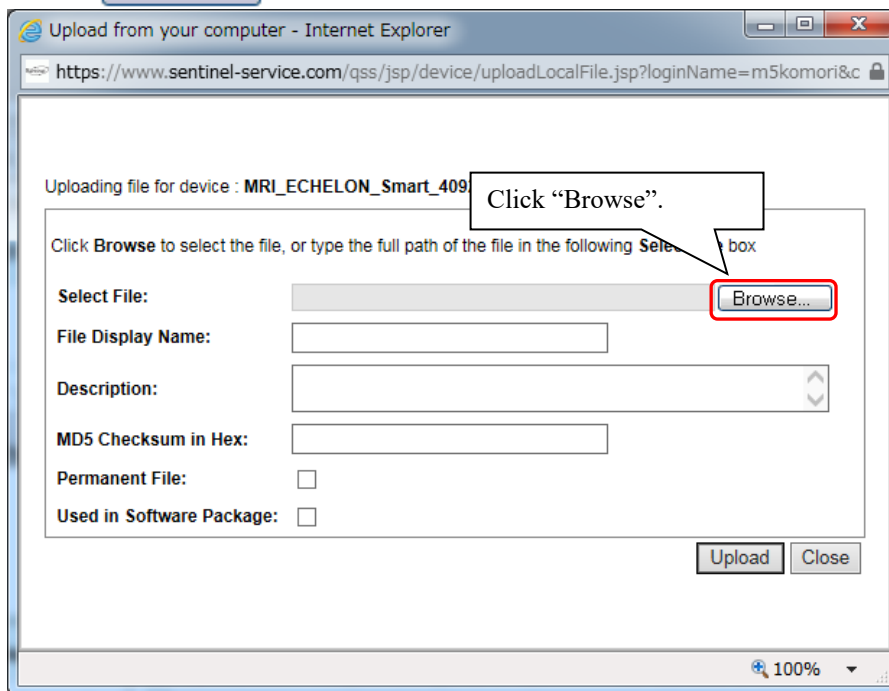 Upload from your computer - Internet Explorer
https://www.sentinel-service.com/qss/jsp/device/uploadLocalFile.jsp?loginName=m5komori&c
Uploading file for device : MRI_ECHELON_Smart_409
Click “Browse”.
Click Browse to select the file, or type the full path of the file in the following box
Select File:
Browse...
File Display Name:
Description:
MD5 Checksum in Hex:
Permanent File:
Used in Software Package:
Upload Close
100%